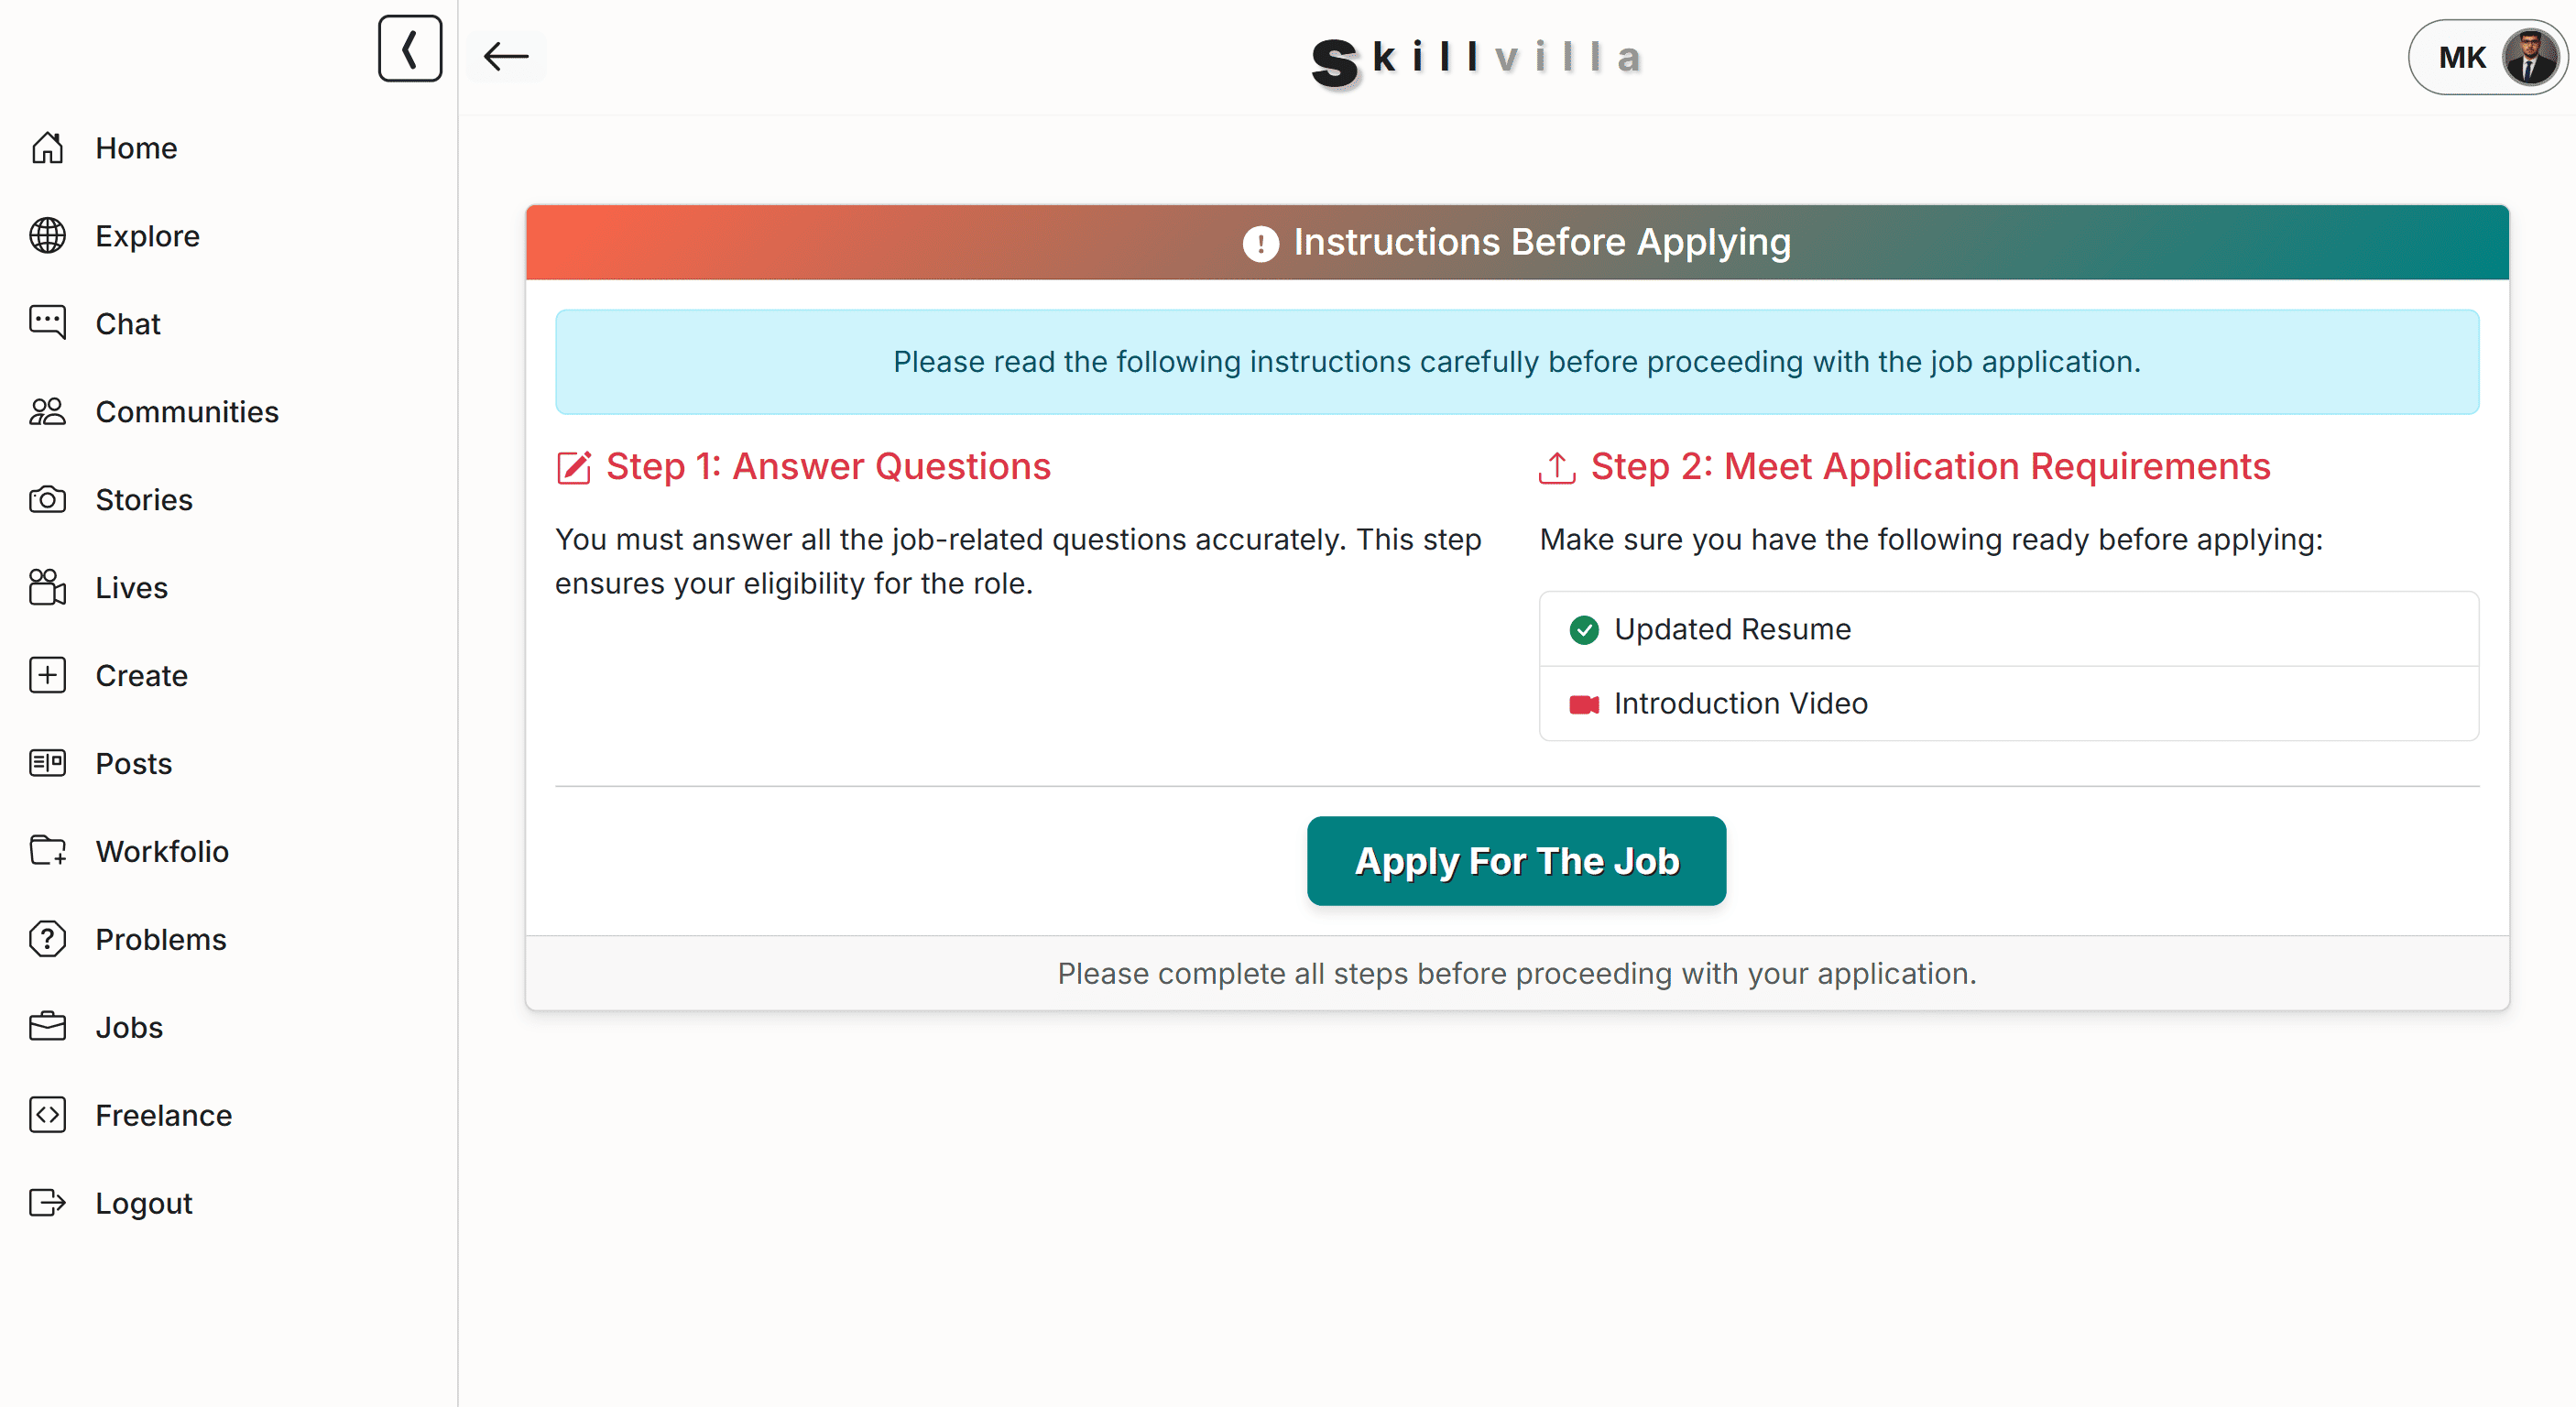 Skillvilla
MK
Home
Explore
Chat
Communities
Stories
Lives
Create
Posts
Workfolio
Problems
Jobs
Freelance
Logout
Instructions Before Applying
Please read the following instructions carefully before proceeding with the job application.
Step 1: Answer Questions
You must answer all the job-related questions accurately. This step
ensures your eligibility for the role.
Step 2: Meet Application Requirements
Make sure you have the following ready before applying:
Updated Resume
Introduction Video
Apply For The Job
Please complete all steps before proceeding with your application.